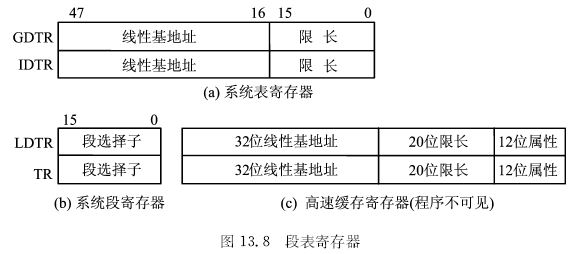 47 16 15 0
GDTR 线性基地址 限 长
IDTR 线性基地址 限 长
(a) 系统表寄存器
15 0
LDTR 段选择子 32位线性基地址 20位限长 12位属性
TR 段选择子 32位线性基地址 20位限长 12位属性
(b) 系统段寄存器 (c) 高速缓存寄存器(程序不可见)
图 13.8 段表寄存器